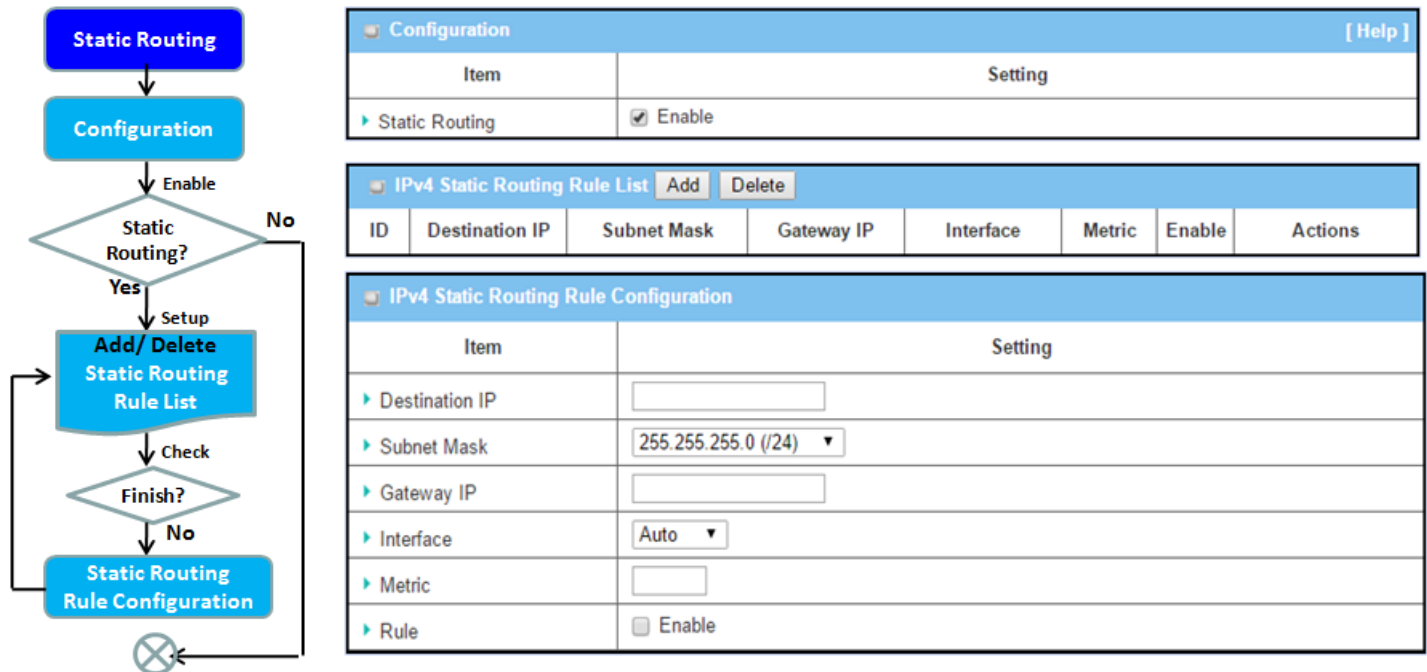 Static Routing
Configuration
Enable
Static
Routing?
No
Yes
Setup
Add/ Delete
Static Routing
Rule List
Check
Finish?
No
Static Routing
Rule Configuration
Configuration [ Help ]
Item Setting
Static Routing Enable
IPv4 Static Routing Rule List Add Delete
ID Destination IP Subnet Mask Gateway IP Interface Metric Enable Actions
IPv4 Static Routing Rule Configuration
Item Setting
Destination IP
Subnet Mask 255.255.255.0 (/24)
Gateway IP
Interface Auto
Metric
Rule Enable